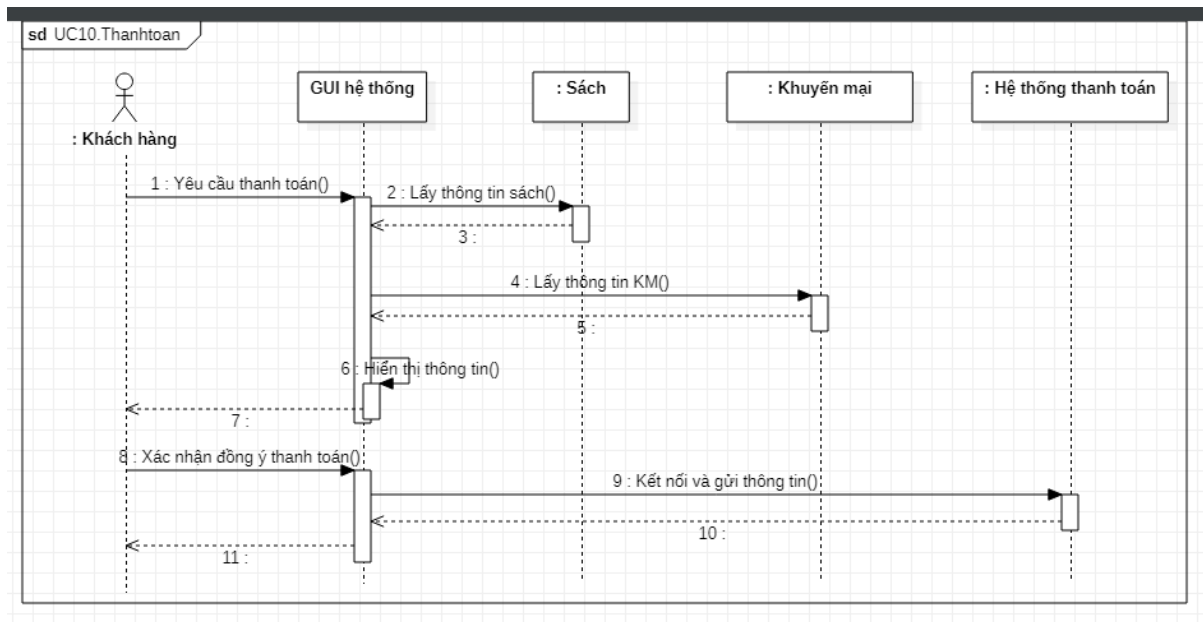 sd UC10.Thanhtoan
GUI hệ thống
: Sách
: Khuyến mại
: Hệ thống thanh toán
: Khách hàng
1 : Yêu cầu thanh toán()
2 : Lấy thông tin sách()
3 :
4 : Lấy thông tin KM()
5 :
6 : Hiển thị thông tin()
7 :
8 : Xác nhận đồng ý thanh toán()
9 : Kết nối và gửi thông tin()
10 :
11 :